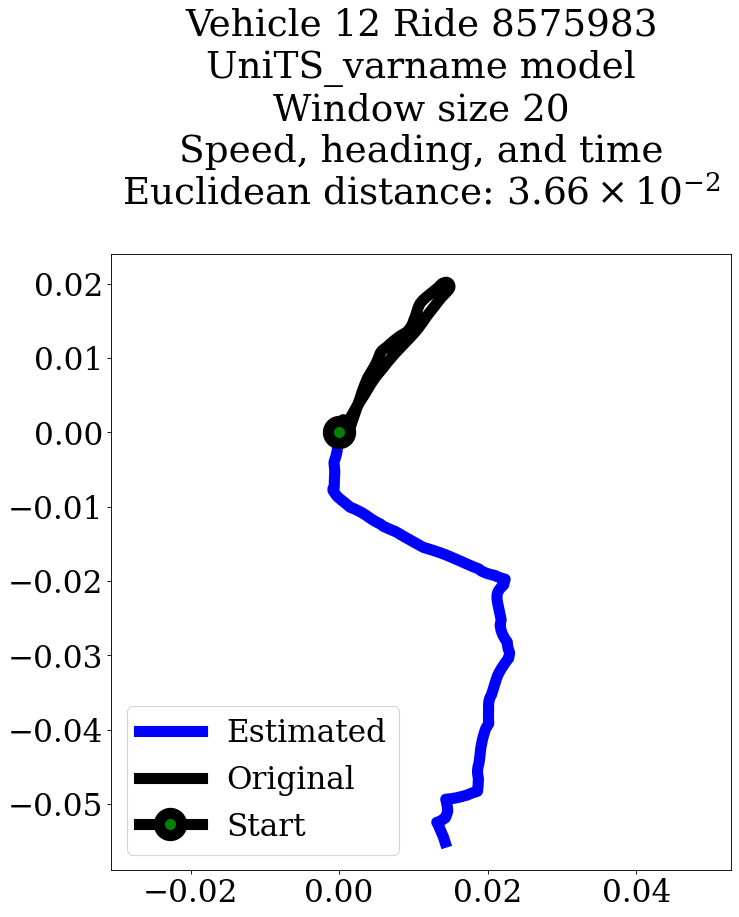 Vehicle 12 Ride 8575983
UniTS_varname model
Window size 20
Speed, heading, and time
Euclidean distance: 3.66 × 10⁻²
0.02
0.01
0.00
−0.01
−0.02
−0.03
−0.04
−0.05
Estimated
Original
Start
−0.02 0.00 0.02 0.04